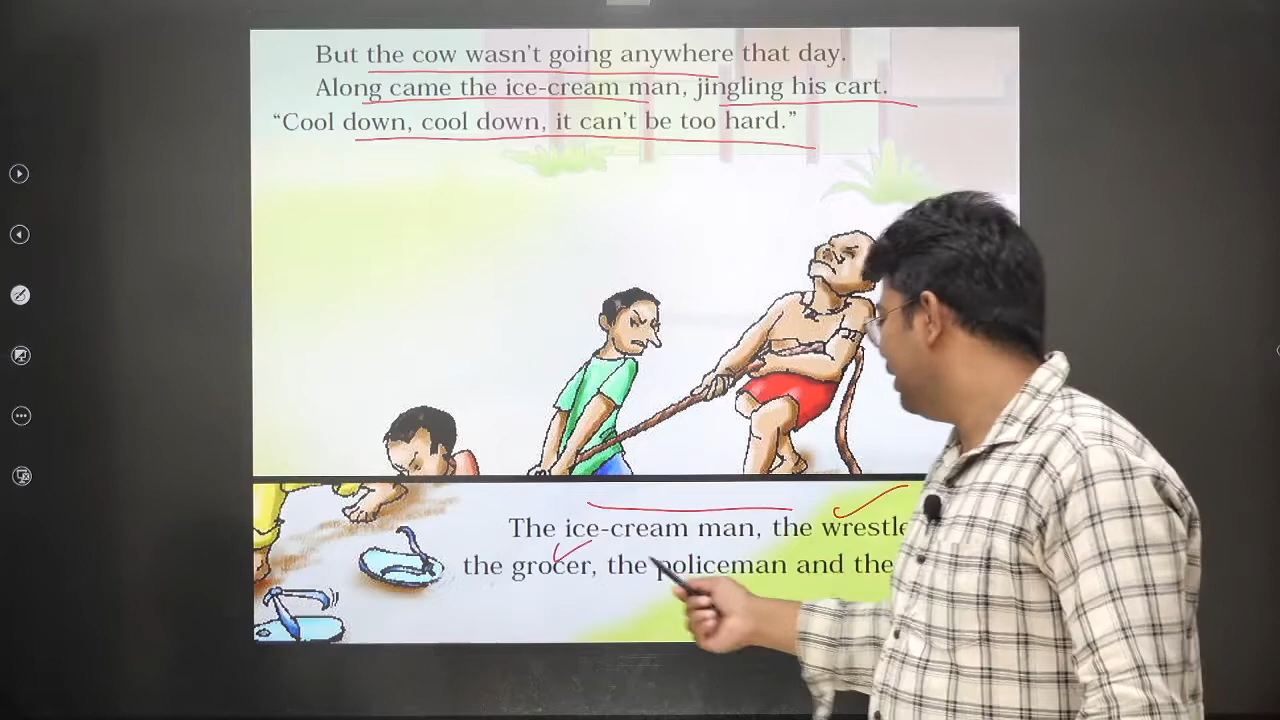 But the cow wasn't going anywhere that day.
Along came the ice-cream man, jingling his cart.
“Cool down, cool down, it can't be too hard.”
The ice-cream man, the
the grocer, the policeman and the